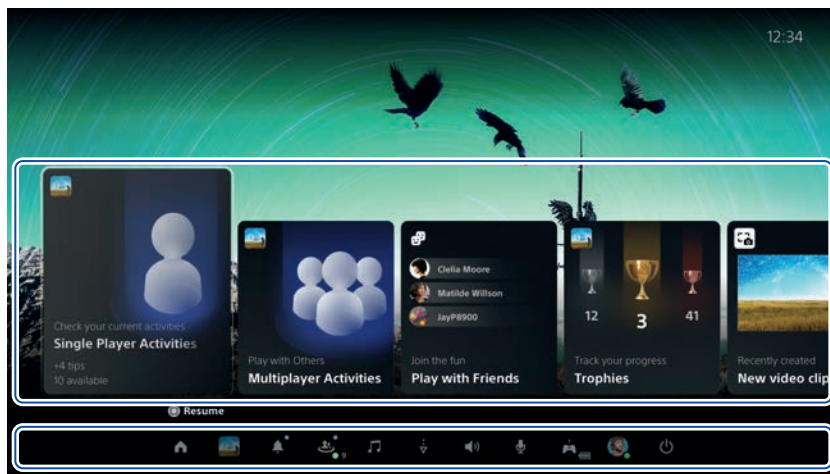 12:34
Check your current activities
Single Player Activities
+4 tips
10 available
Play with Others
Multiplayer Activities
Clelia Moore
Matilde Willson
JayP8900
Join the fun
Play with Friends
12
3
41
Track your progress
Trophies
Recently created
New video clip
Resume
9